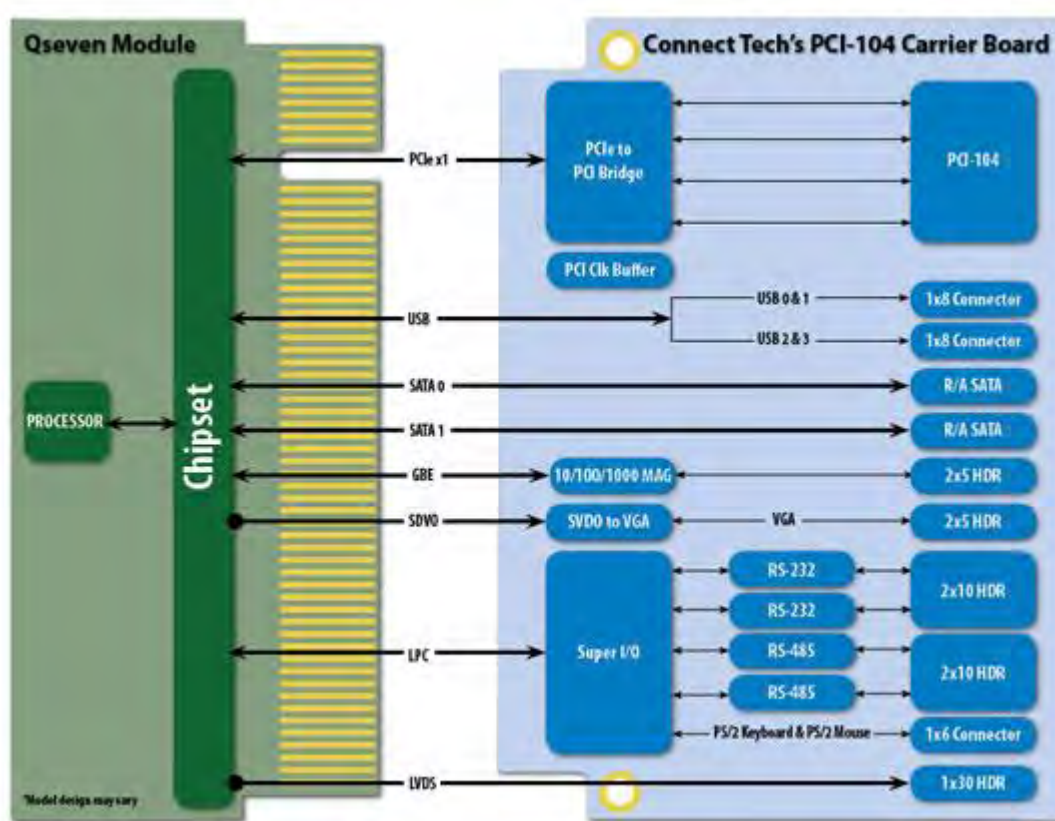 Qseven Module
Connect Tech's PCI-104 Carrier Board
PCIe x1
PCIe to
PCI Bridge
PCI-104
PCI Clk Buffer
USB
USB 0 & 1
1x8 Connector
USB 2 & 3
1x8 Connector
PROCESSOR
Chipset
SATA 0
R/A SATA
SATA 1
R/A SATA
GBE
10/100/1000 MAG
2x5 HDR
SDVO
SVDO to VGA
VGA
2x5 HDR
RS-232
RS-232
2x10 HDR
LPC
Super I/O
RS-485
RS-485
2x10 HDR
PS/2 Keyboard & PS/2 Mouse
1x6 Connector
LVDS
1x30 HDR
*Model design may vary